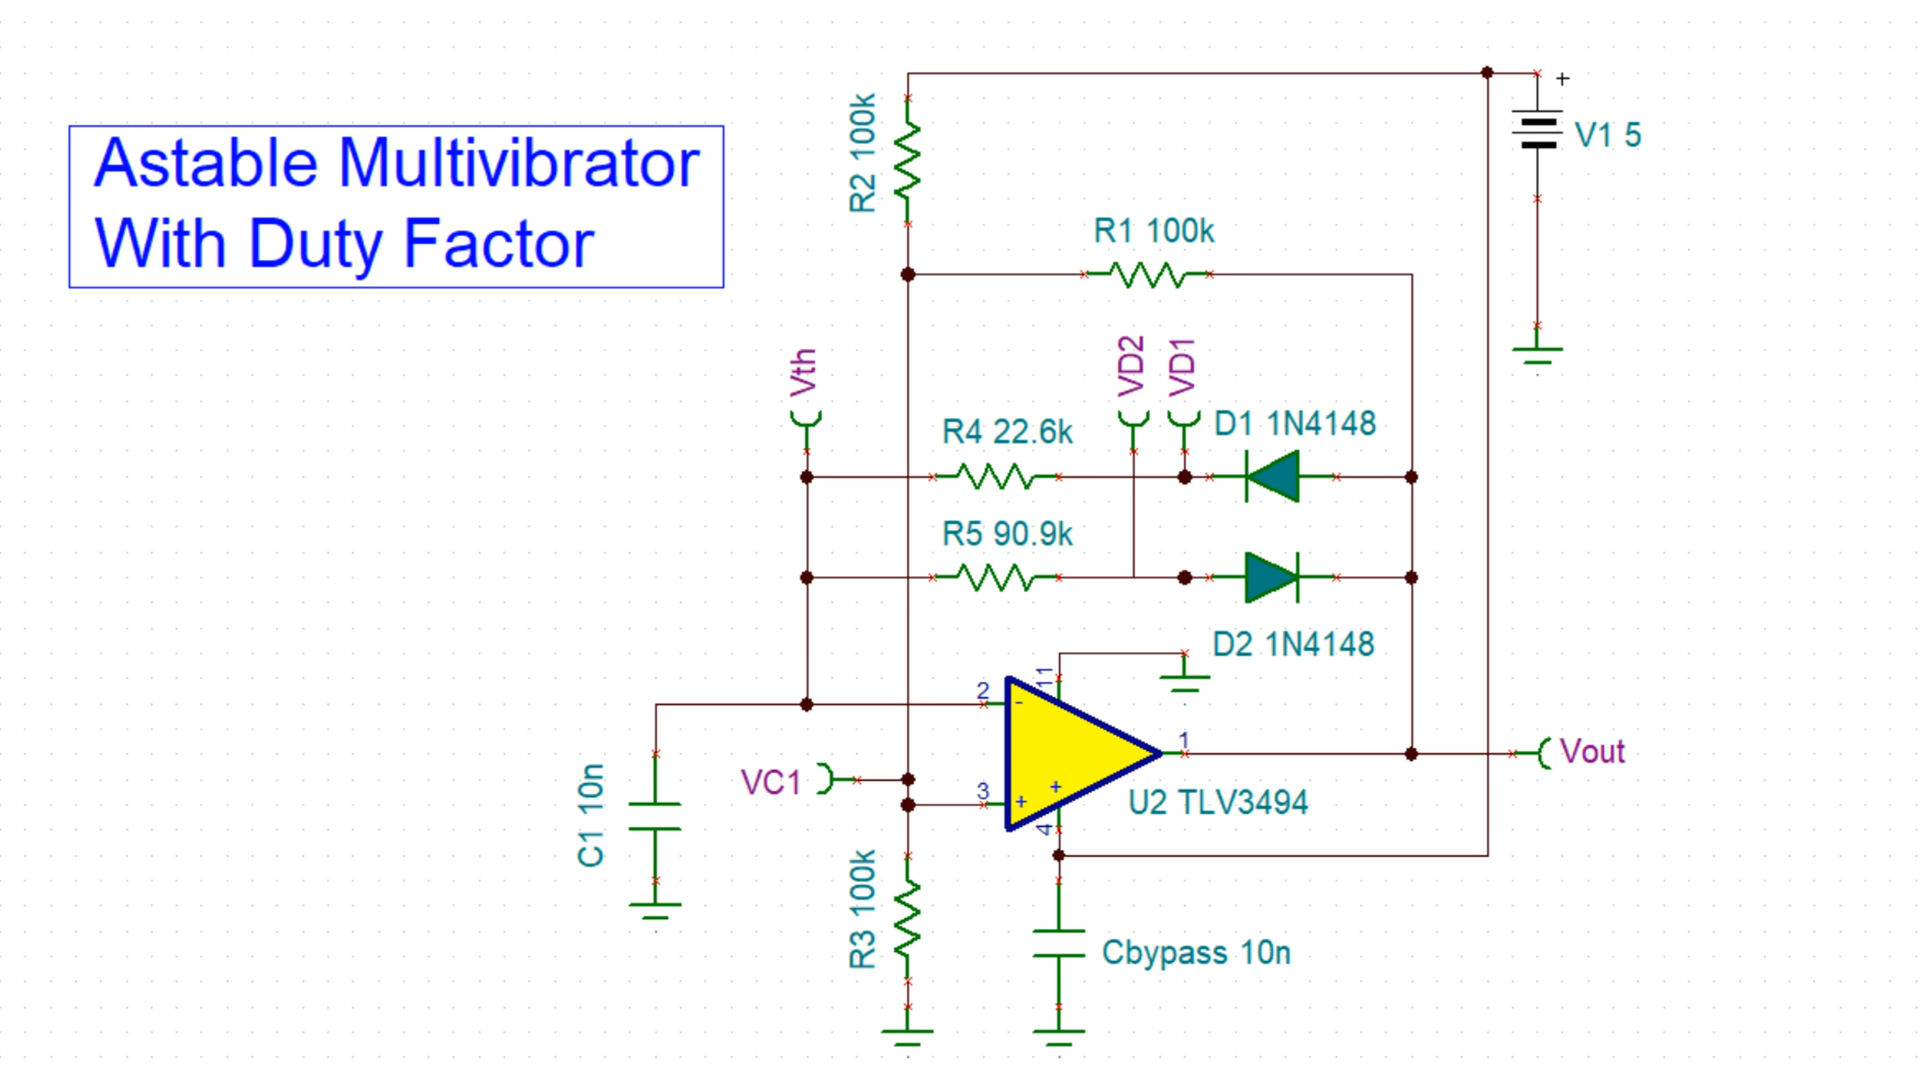 Astable Multivibrator
With Duty Factor
R2 100k
+
V1 5
R1 100k
Vth
VD2
VD1
R4 22.6k
D1 1N4148
R5 90.9k
D2 1N4148
11
2
-
1
Vout
VC1
3
+
+
4
U2 TLV3494
C1 10n
R3 100k
Cbypass 10n